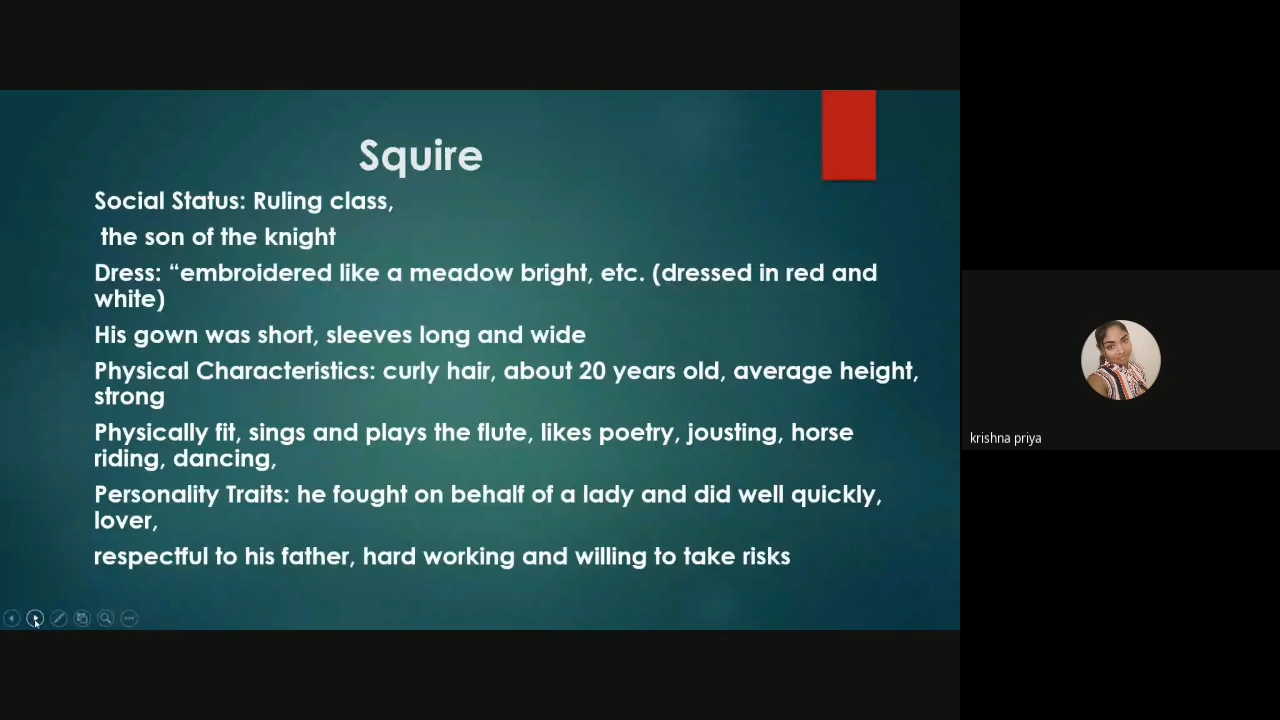 Squire
Social Status: Ruling class,
the son of the knight
Dress: “embroidered like a meadow bright, etc. (dressed in red and
white)
His gown was short, sleeves long and wide
Physical Characteristics: curly hair, about 20 years old, average height,
strong
Physically fit, sings and plays the flute, likes poetry, jousting, horse
riding, dancing,
Personality Traits: he fought on behalf of a lady and did well quickly,
lover,
respectful to his father, hard working and willing to take risks
krishna priya